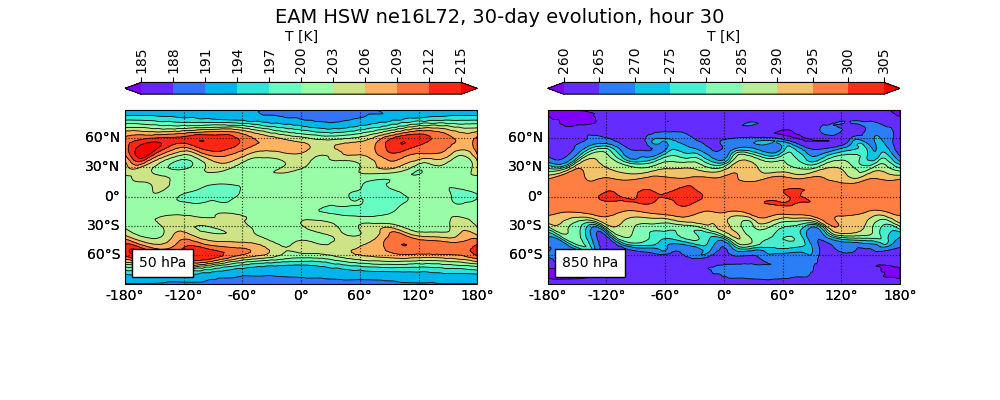 EAM HSW ne16L72, 30-day evolution, hour 30
T [K]
185 188 191 194 197 200 203 206 209 212 215
60°N
30°N
0°
30°S
60°S
50 hPa
-180° -120° -60° 0° 60° 120° 180°
T [K]
260 265 270 275 280 285 290 295 300 305
60°N
30°N
0°
30°S
60°S
850 hPa
-180° -120° -60° 0° 60° 120° 180°